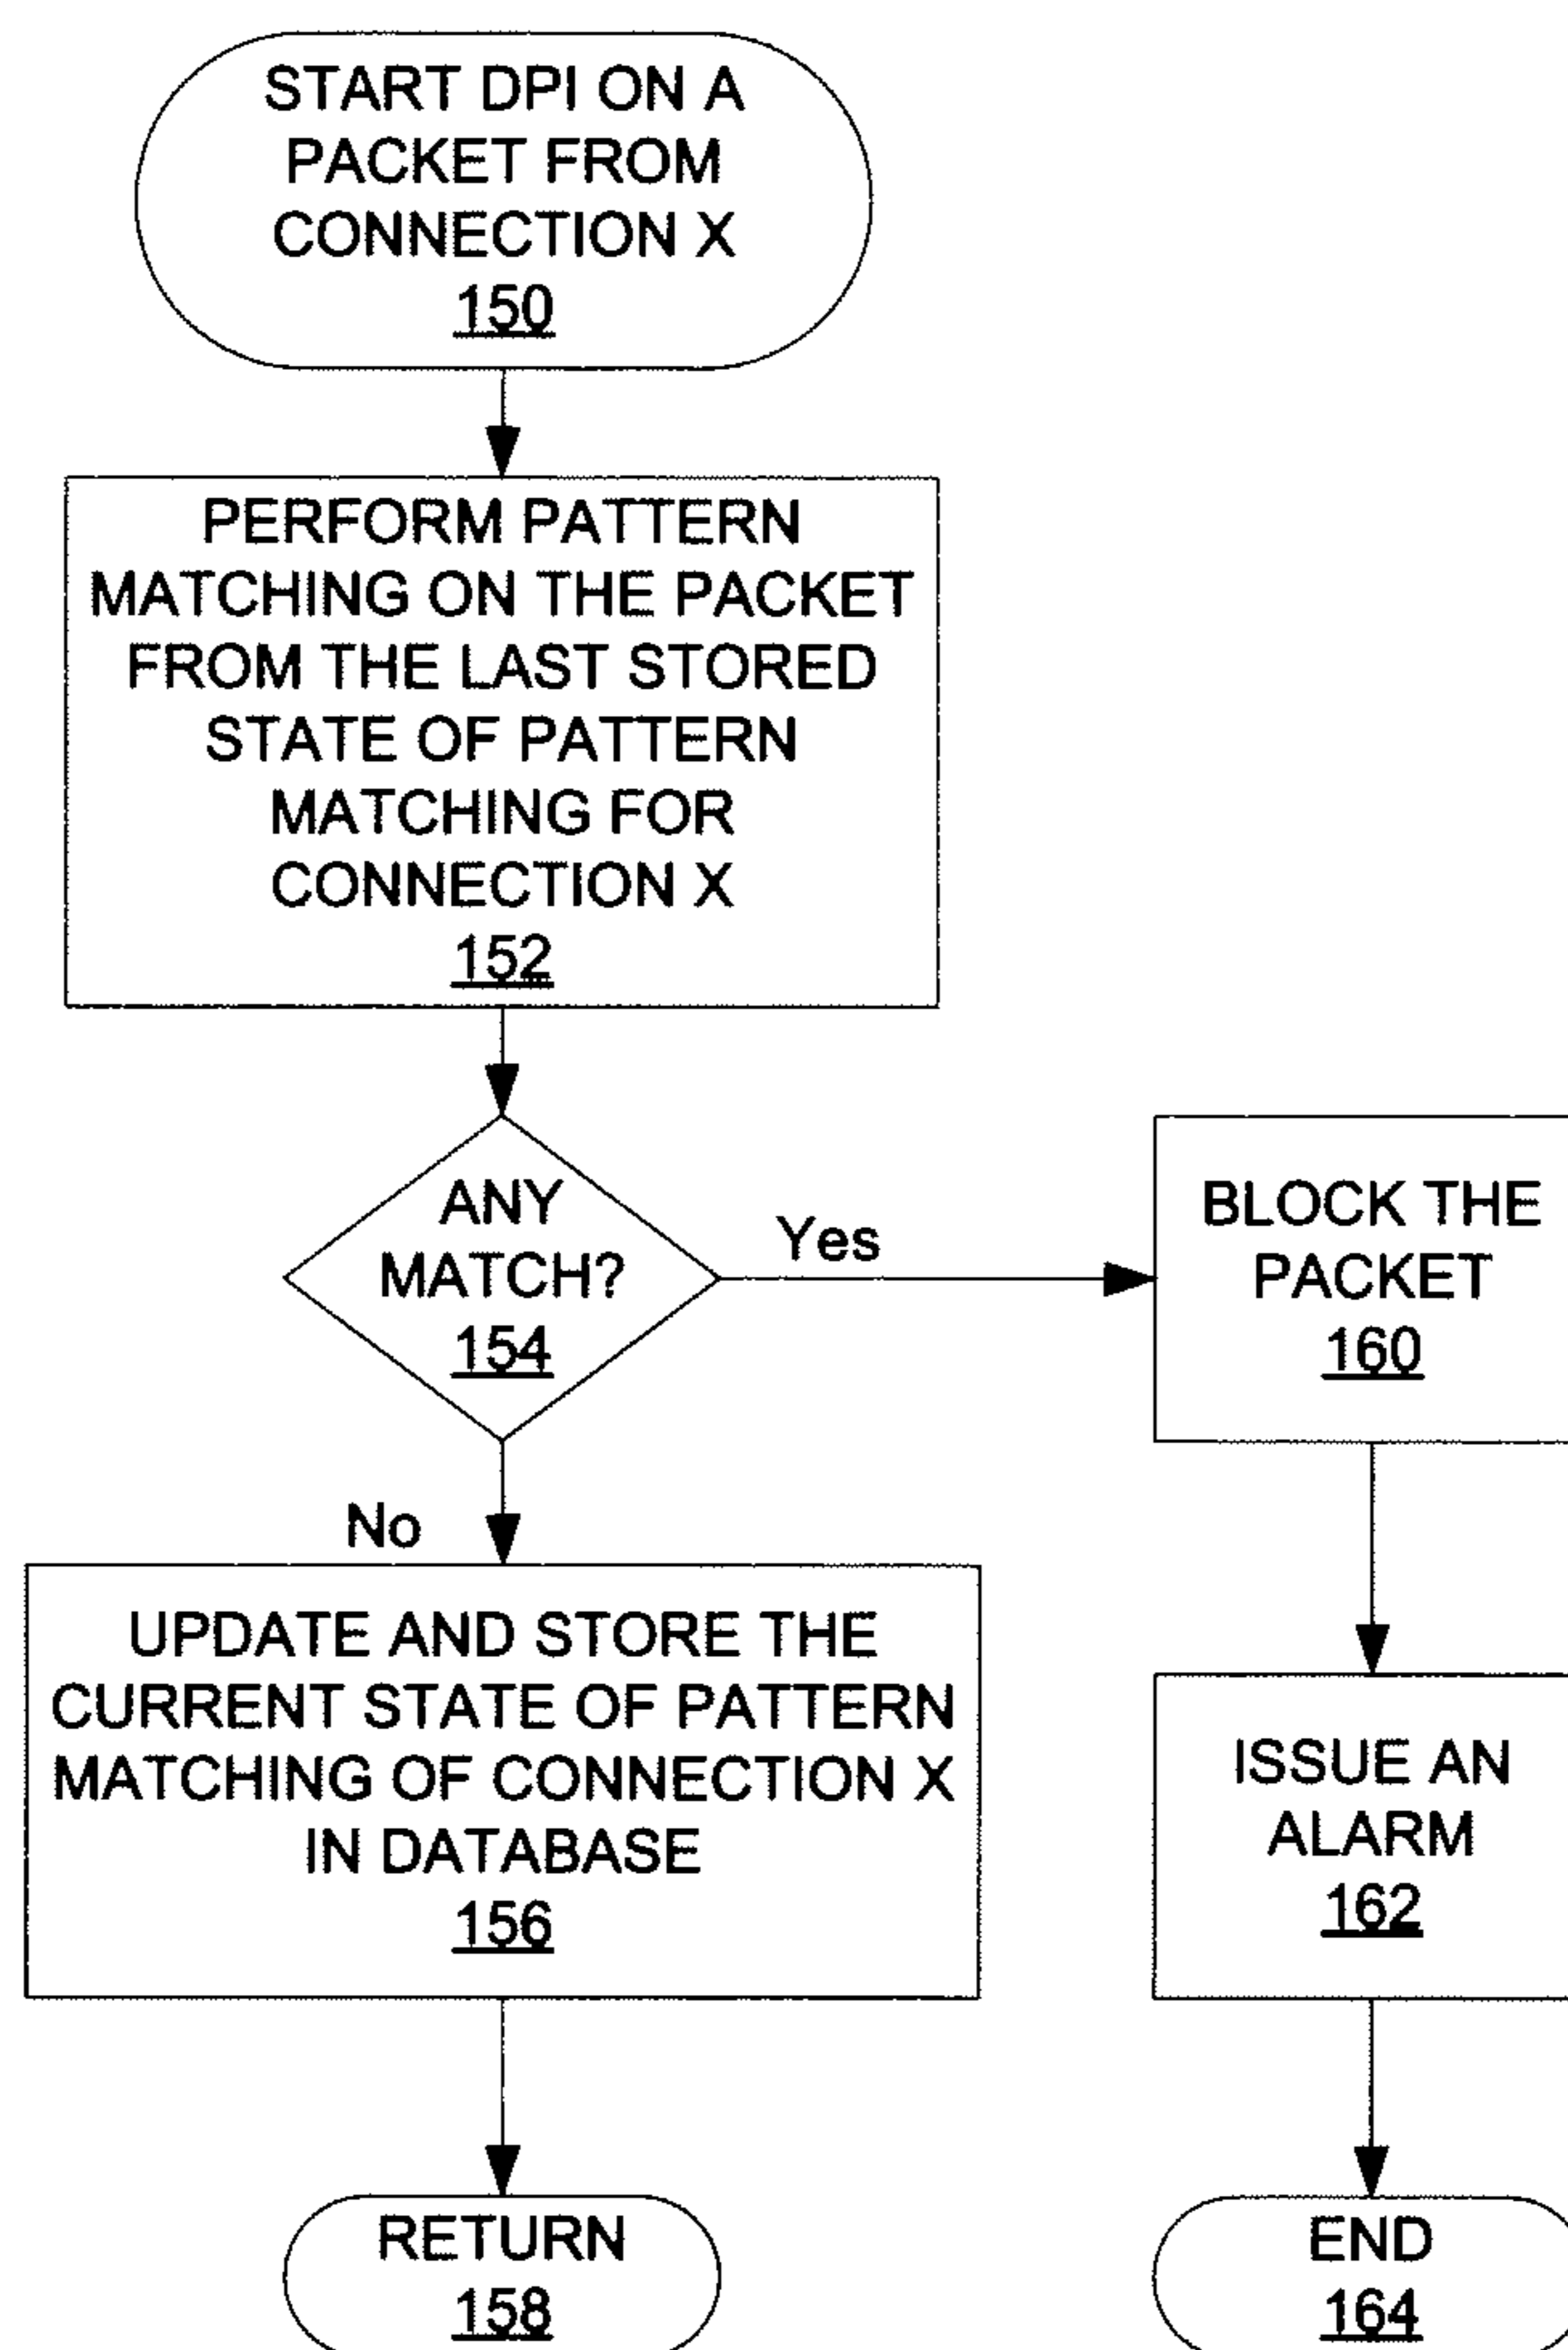 START DPI ON A
PACKET FROM
CONNECTION X
150
PERFORM PATTERN
MATCHING ON THE PACKET
FROM THE LAST STORED
STATE OF PATTERN
MATCHING FOR
CONNECTION X
152
ANY
MATCH?
154
Yes
BLOCK THE
PACKET
160
No
UPDATE AND STORE THE
CURRENT STATE OF PATTERN
MATCHING OF CONNECTION X
IN DATABASE
156
ISSUE AN
ALARM
162
RETURN
158
END
164